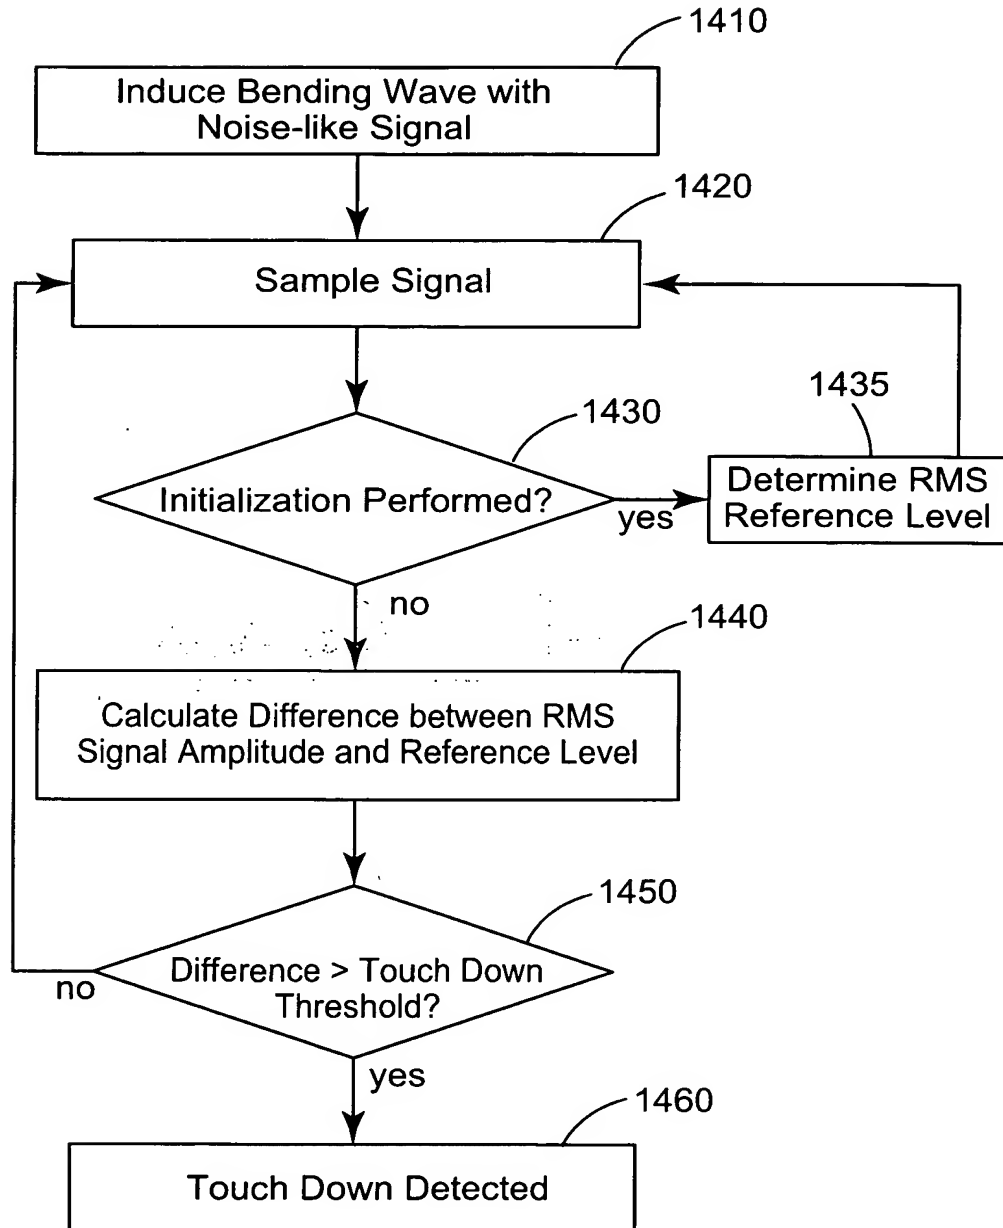 1410
Induce Bending Wave with
Noise-like Signal
1420
Sample Signal
1430
Initialization Performed?
yes
1435
Determine RMS
Reference Level
no
1440
Calculate Difference between RMS
Signal Amplitude and Reference Level
1450
Difference > Touch Down
Threshold?
no
yes
1460
Touch Down Detected